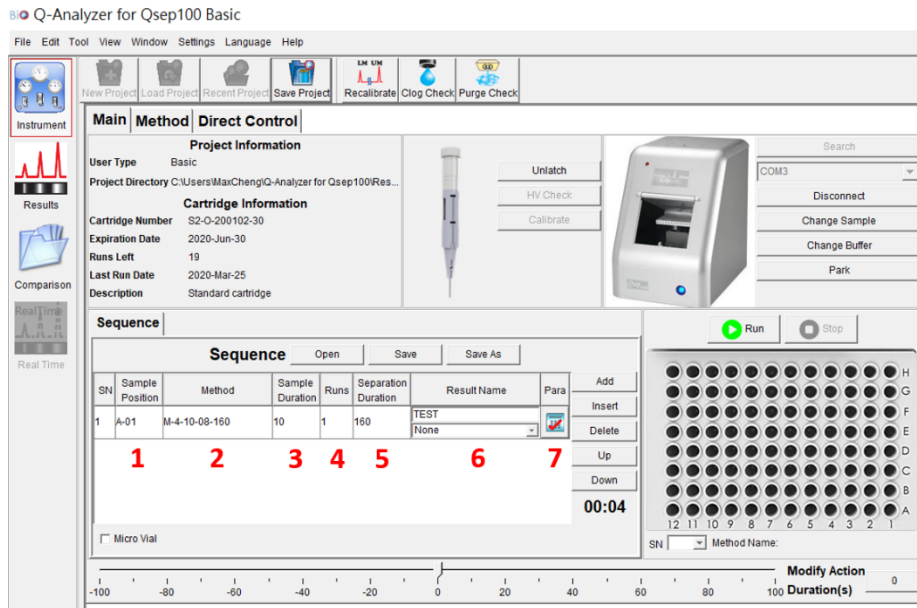 BiO Q-Analyzer for Qsep100 Basic
File Edit Tool View Window Settings Language Help
LM UM
New Project Load Project Recent Project Save Project Recalibrate Clog Check Purge Check
Instrument
Results
Comparison
RealTime
Real Time
Main Method Direct Control
Project Information
User Type Basic
Project Directory C:\Users\MaxCheng\Q-Analyzer for Qsep100\Res...
Cartridge Information
Cartridge Number S2-O-200102-30
Expiration Date 2020-Jun-30
Runs Left 19
Last Run Date 2020-Mar-25
Description Standard cartridge
Unlatch
HV Check
Calibrate
Search
COM3
Disconnect
Change Sample
Change Buffer
Park
Sequence
Sequence Open Save Save As
SN Sample Position Method Sample Duration Runs Separation Duration Result Name Para
1 A-01 M-4-10-08-160 10 1 160 TEST
None
1 2 3 4 5 6 7
Add
Insert
Delete
Up
Down
00:04
Micro Vial
Run Stop
H
G
F
E
D
C
B
A
12 11 10 9 8 7 6 5 4 3 2 1
SN Method Name:
-100 -80 -60 -40 -20 0 20 40 60 80 100
Modify Action
Duration(s) 0